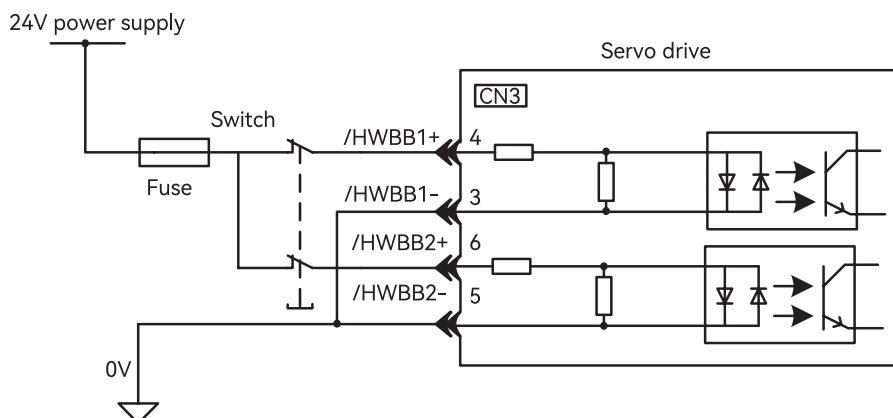 24V power supply
Servo drive
CN3
Switch
/HWBB1+
4
Fuse
/HWBB1-
3
/HWBB2+
6
/HWBB2-
5
0V